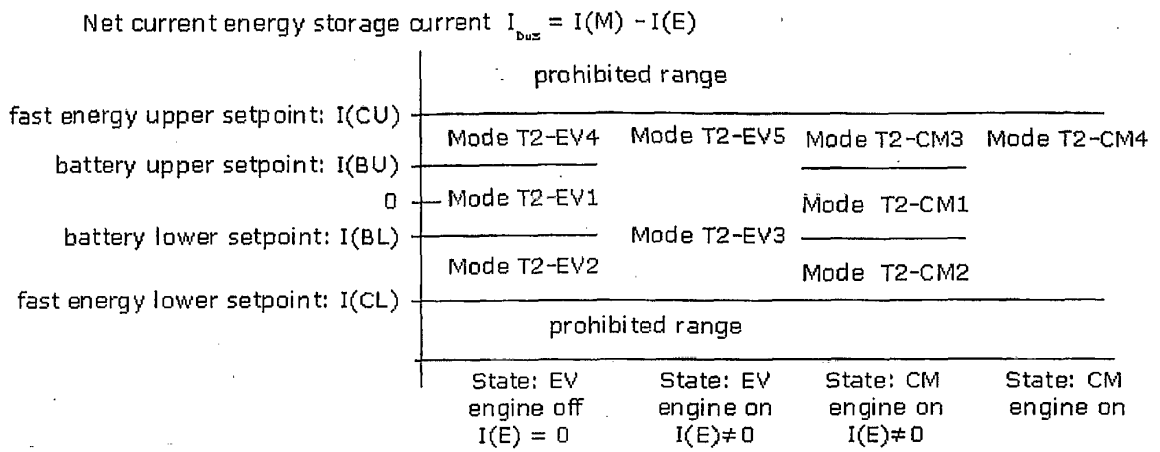 Net current energy storage current I_bus = I(M) - I(E)
prohibited range
fast energy upper setpoint: I(CU)
Mode T2-EV4 Mode T2-EV5 Mode T2-CM3 Mode T2-CM4
battery upper setpoint: I(BU)
0 Mode T2-EV1 Mode T2-CM1
battery lower setpoint: I(BL) Mode T2-EV3
Mode T2-EV2 Mode T2-CM2
fast energy lower setpoint: I(CL)
prohibited range
State: EV State: EV State: CM State: CM
engine off engine on engine on engine on
I(E) = 0 I(E)≠0 I(E)≠0